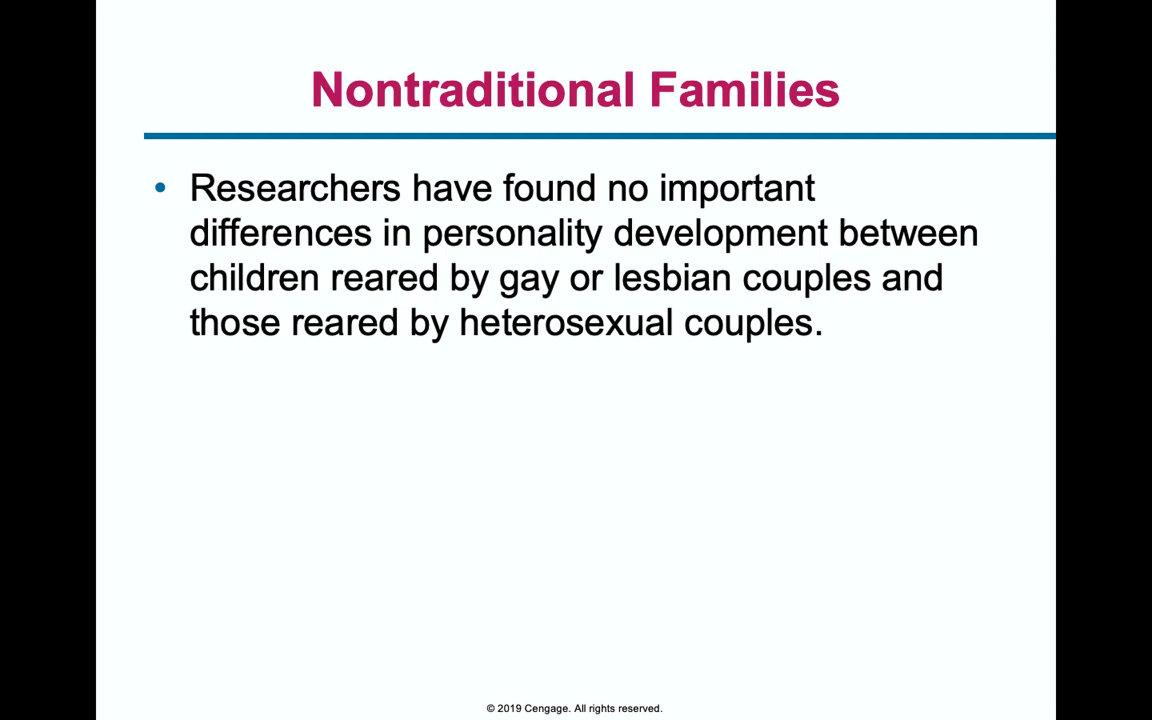 Nontraditional Families
• Researchers have found no important
differences in personality development between
children reared by gay or lesbian couples and
those reared by heterosexual couples.
© 2019 Cengage. All rights reserved.